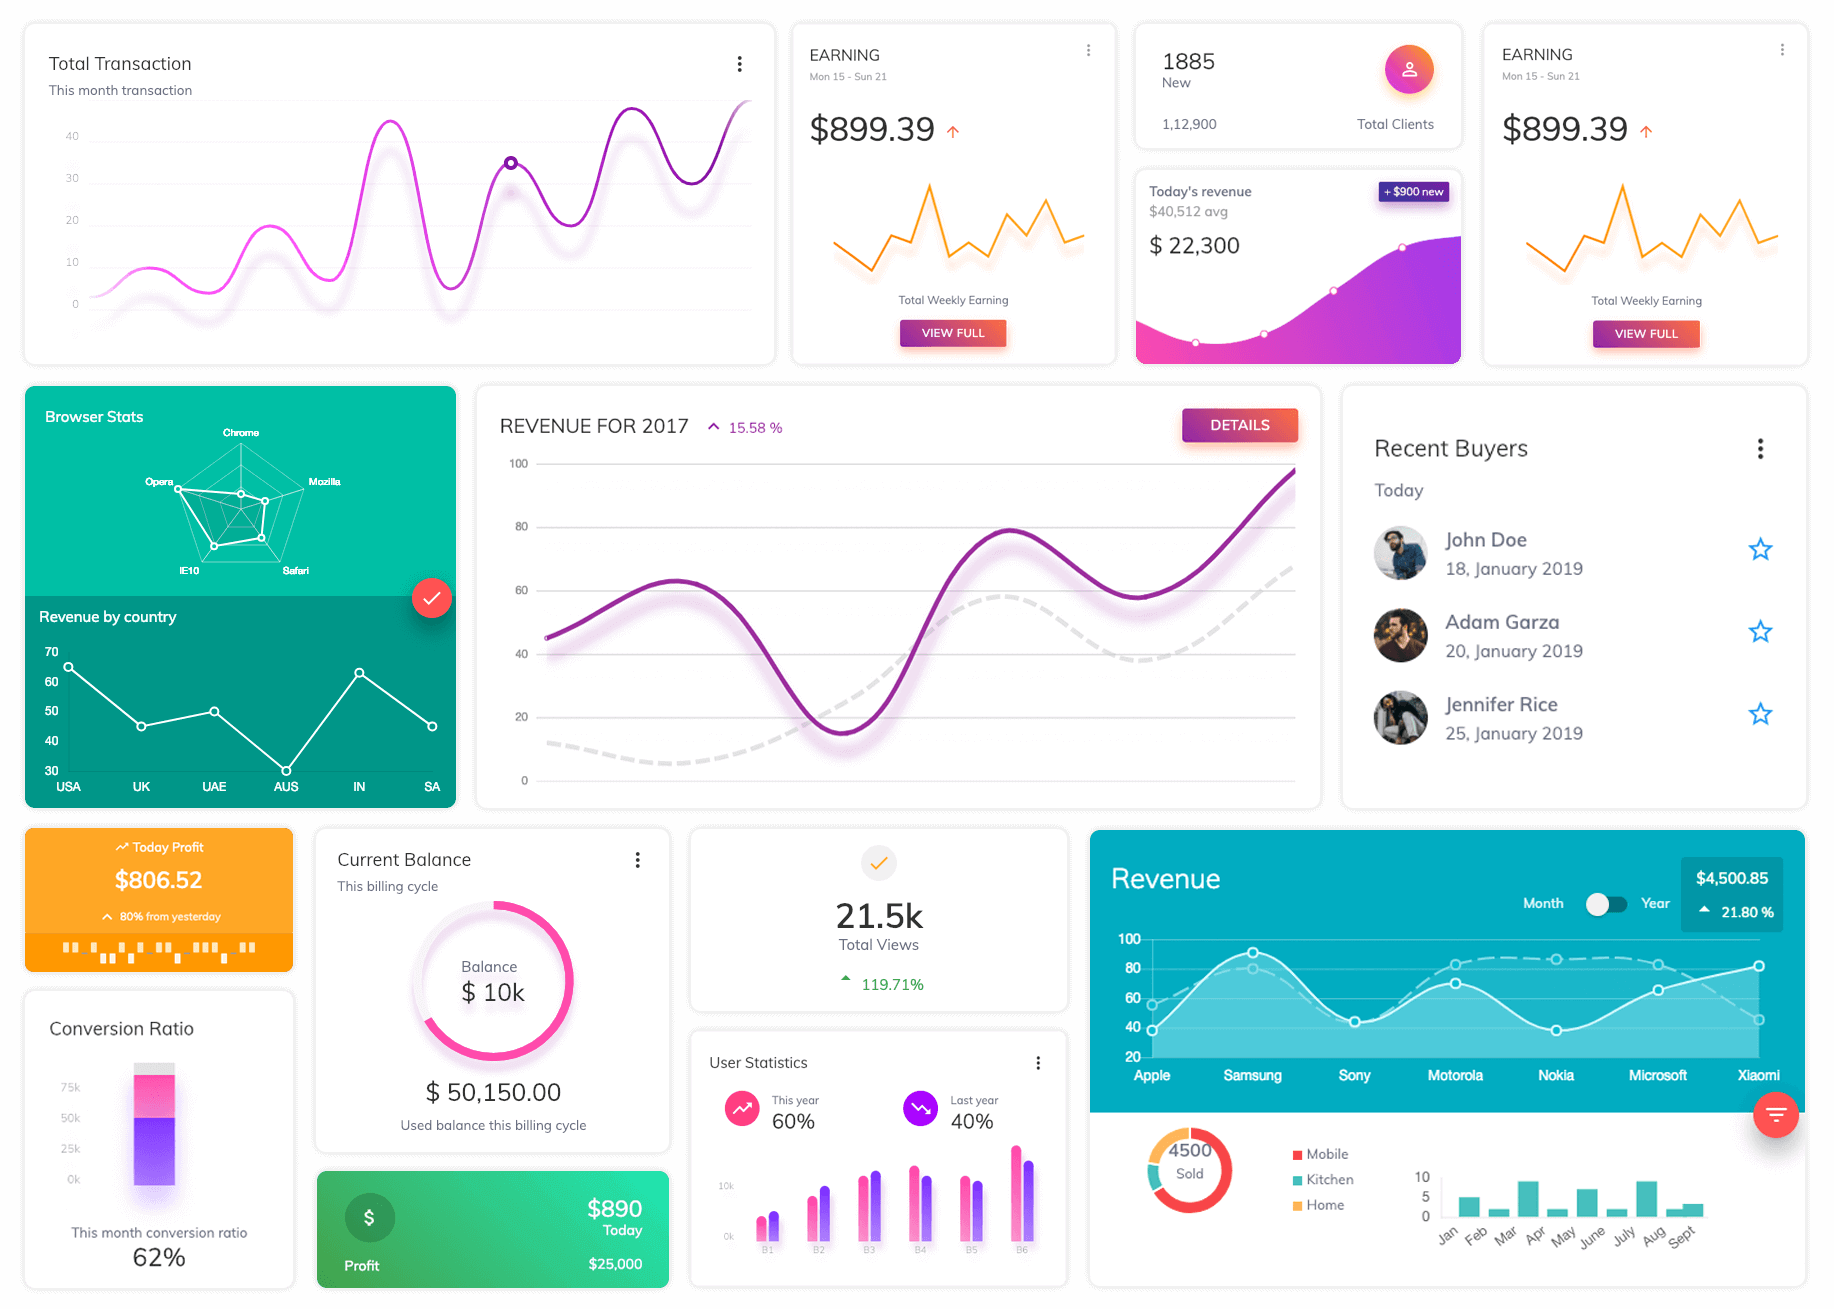 Total Transaction
This month transaction
40
30
20
10
0
EARNING
Mon 15 - Sun 21
$899.39
Total Weekly Earning
VIEW FULL
1885
New
1,12,900
Total Clients
Today's revenue
$40,512 avg
+ $900 new
$ 22,300
EARNING
Mon 15 - Sun 21
$899.39
Total Weekly Earning
VIEW FULL
Browser Stats
Chrome
Opera
Mozilla
IE10
Safari
Revenue by country
70
60
50
40
30
USA UK UAE AUS IN SA
REVENUE FOR 2017
15.58 %
DETAILS
100
80
60
40
20
0
Recent Buyers
Today
John Doe
18, January 2019
Adam Garza
20, January 2019
Jennifer Rice
25, January 2019
Today Profit
$806.52
80% from yesterday
Conversion Ratio
75k
50k
25k
0k
This month conversion ratio
62%
Current Balance
This billing cycle
Balance
$ 10k
$ 50,150.00
Used balance this billing cycle
$
$890
Today
Profit
$25,000
21.5k
Total Views
119.71%
User Statistics
This year
60%
Last year
40%
10k
0k
B1 B2 B3 B4 B5 B6
Revenue
Month
Year
$4,500.85
21.80 %
100
80
60
40
20
Apple Samsung Sony Motorola Nokia Microsoft Xiaomi
4500
Sold
Mobile
Kitchen
Home
10
5
0
Jan Feb Mar Apr May June July Aug Sept